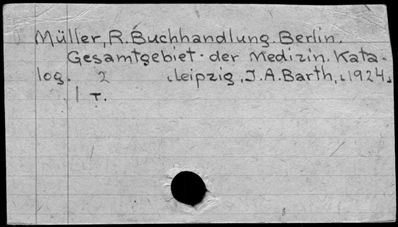 Müller, R. Buchhandlung. Berlin.
Gesamtgebiet der Medizin. Kata-
log. 2 Leipzig, J. A. Barth, 1924.
1 T.